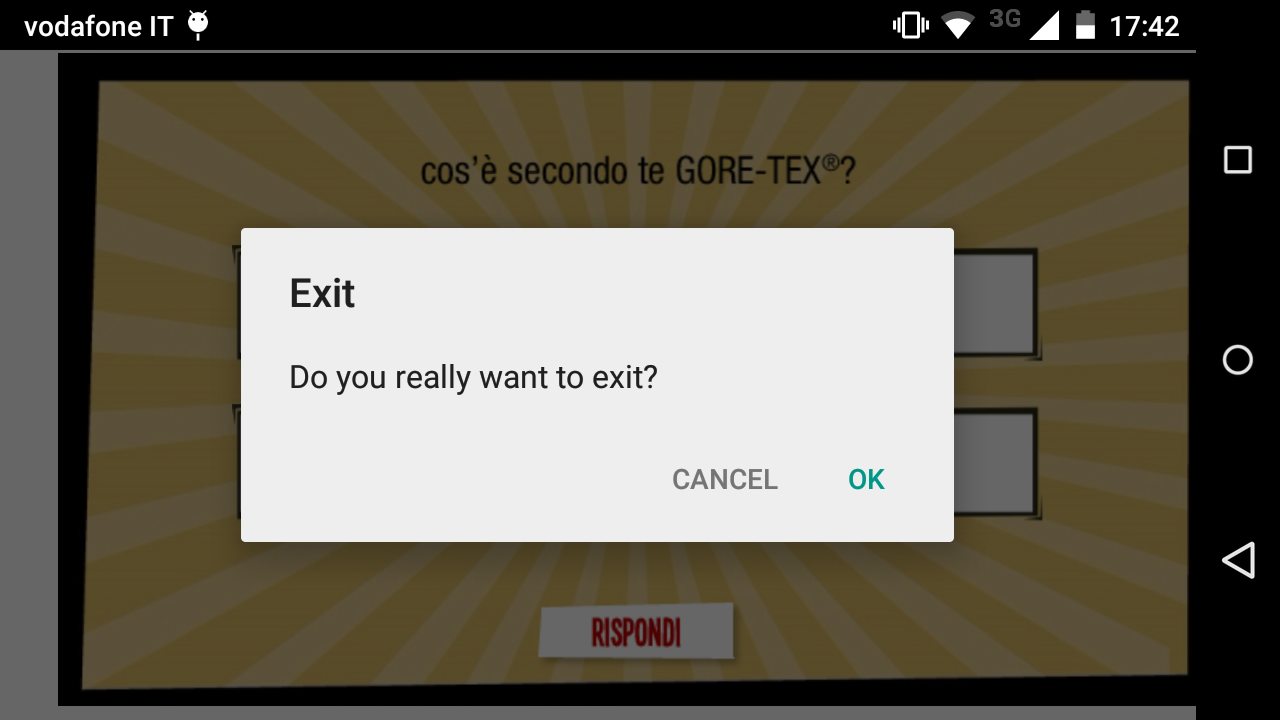 vodafone IT
3G
17:42
cos'è secondo te GORE-TEX®?
Exit
Do you really want to exit?
CANCEL
OK
RISPONDI